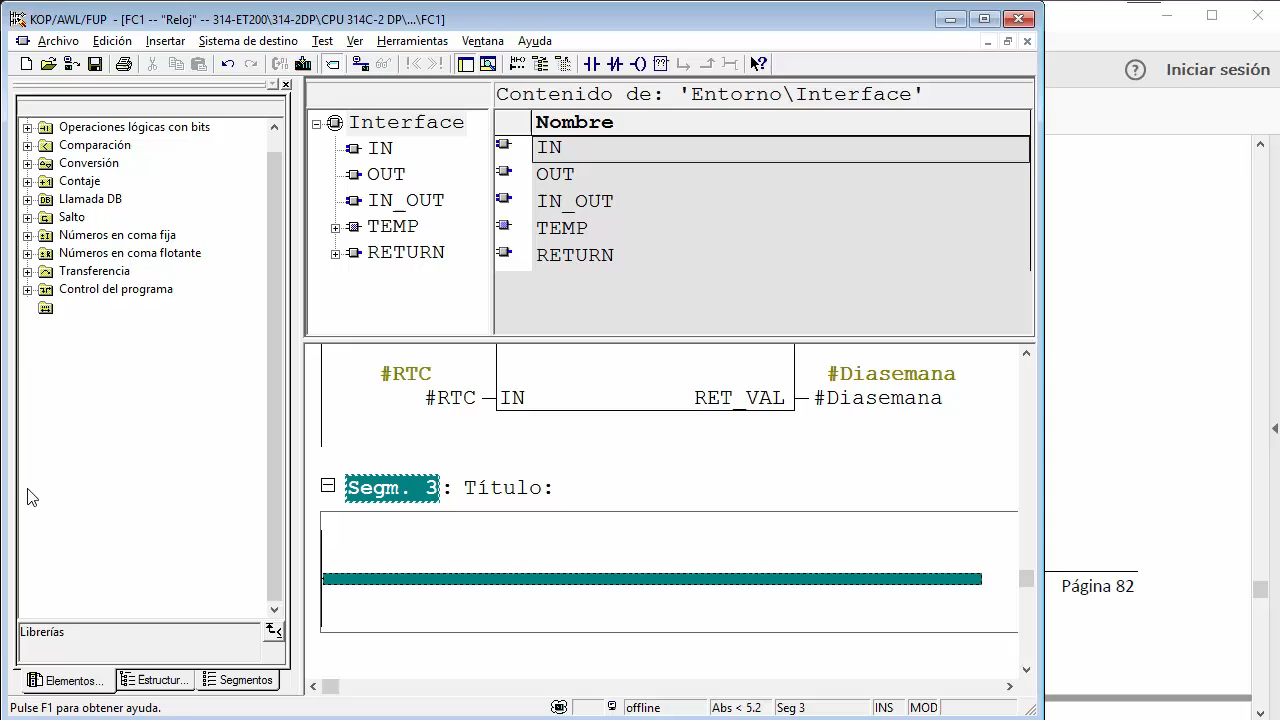 KOP/AWL/FUP - [FC1 -- "Reloj" -- 314-ET200\314-2DP\CPU 314C-2 DP\...\FC1]
Archivo Edición Insertar Sistema de destino Test Ver Herramientas Ventana Ayuda
Iniciar sesión
Operaciones lógicas con bits
Comparación
Conversión
Contaje
Llamada DB
Salto
Números en coma fija
Números en coma flotante
Transferencia
Control del programa
Librerías
Elementos... Estructur... Segmentos
Contenido de: 'Entorno\Interface'
Interface
IN
OUT
IN_OUT
TEMP
RETURN
Nombre
IN
OUT
IN_OUT
TEMP
RETURN
#RTC #Diasemana
#RTC IN RET_VAL #Diasemana
Segm. 3: Título:
Página 82
Pulse F1 para obtener ayuda. offline Abs < 5.2 Seg 3 INS MOD